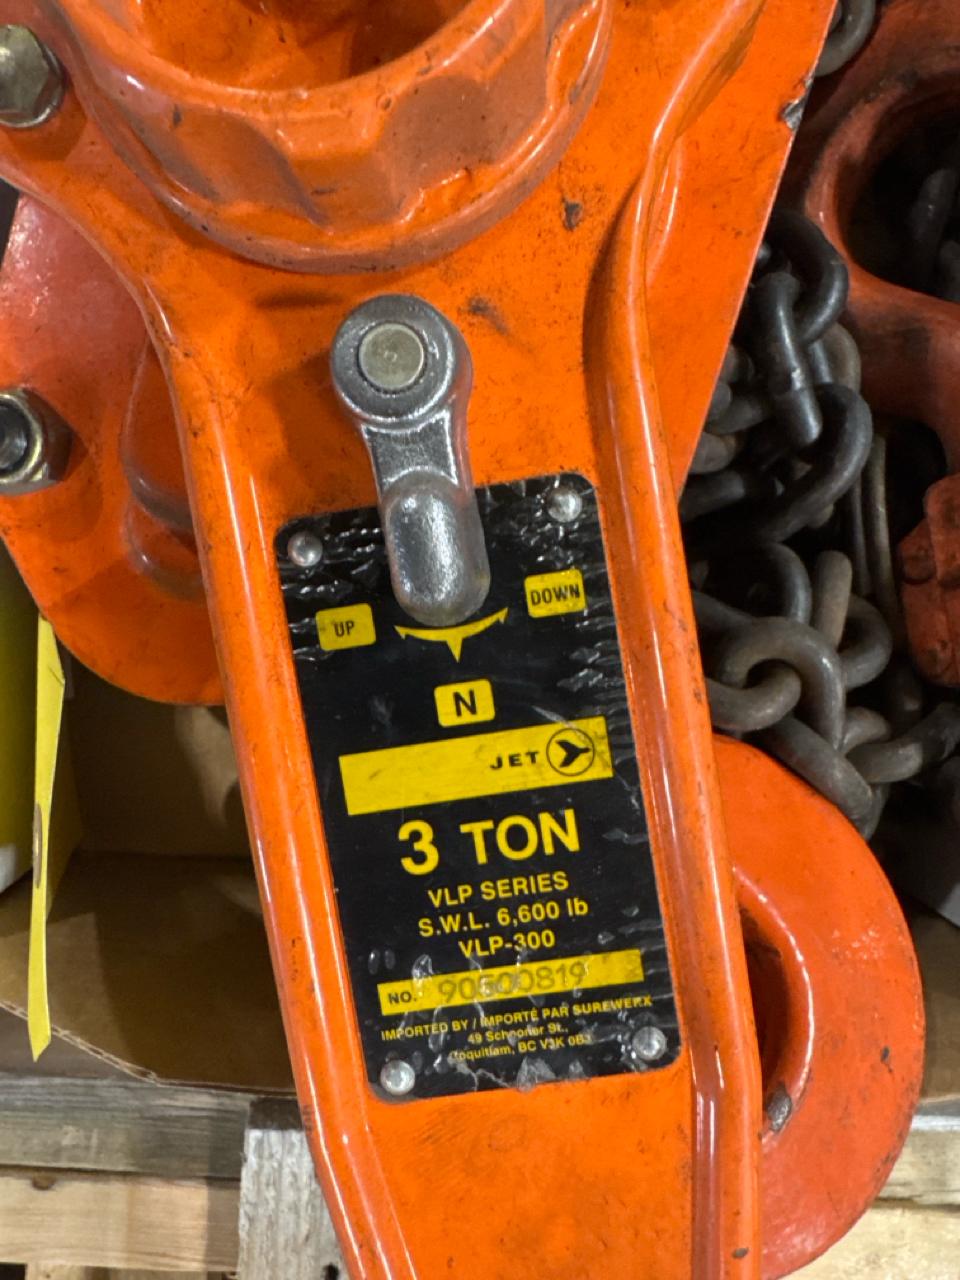 UP
DOWN
N
JET
3 TON
VLP SERIES
S.W.L. 6,600 lb
VLP-300
NO. 90500819
IMPORTED BY / IMPORTÉ PAR SUREWERX
49 Schooner St.,
Coquitlam, BC V3K 0B3